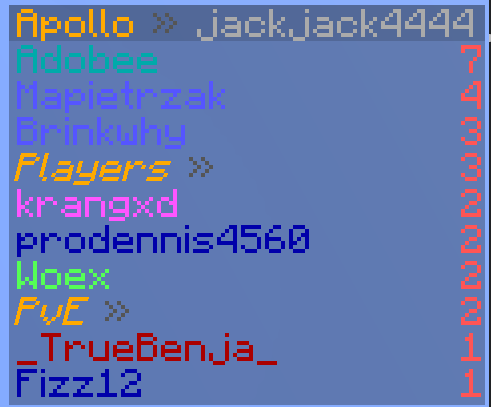 Apollo » jackjack4444
Adobee 7
Mapietrzak 4
Brinkwhy 3
Players » 3
krangxd 2
prodennis4560 2
Woex 2
PvE » 2
_TrueBenja_ 1
Fizz12 1